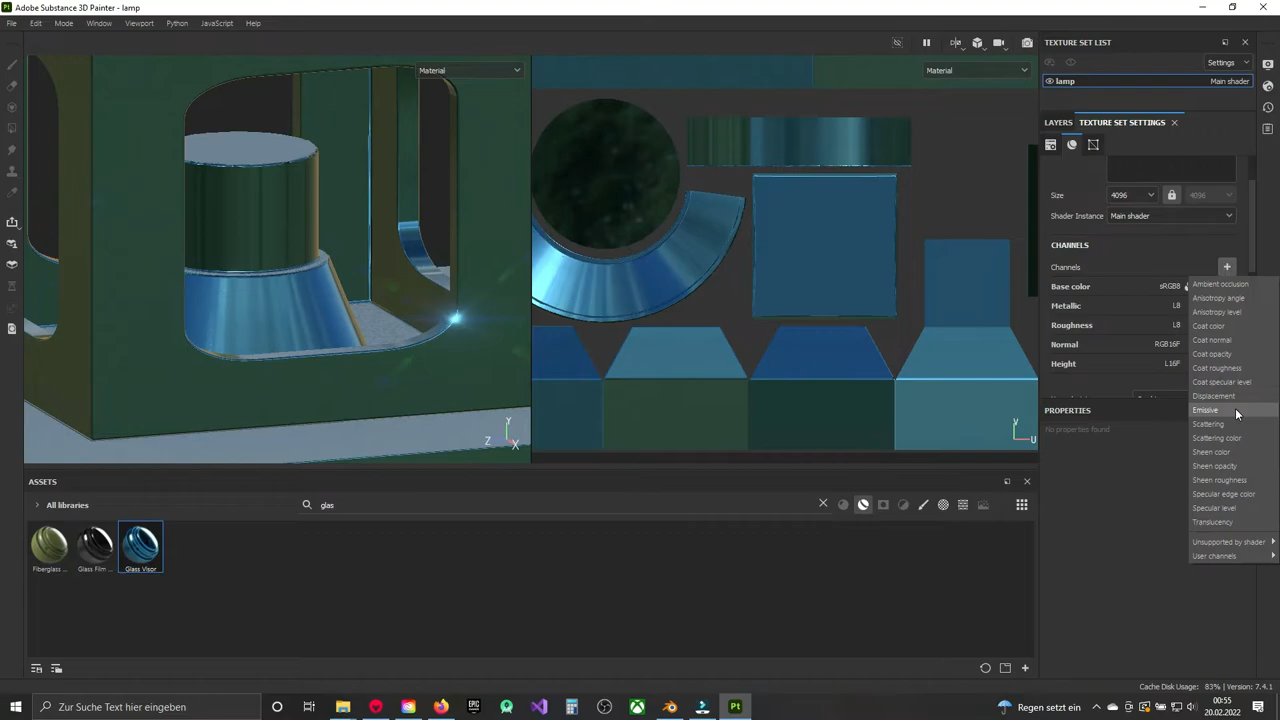 Adobe Substance 3D Painter - lamp
File Edit Mode Window Viewport Python JavaScript Help
Material
Material
TEXTURE SET LIST
Settings
lamp Main shader
LAYERS TEXTURE SET SETTINGS
Size 4096 4096
Shader Instance Main shader
CHANNELS
Channels
Base color sRGB8
Metallic L8
Roughness L8
Normal RGB16F
Height L16F
Ambient occlusion
Anisotropy angle
Anisotropy level
Coat color
Coat normal
Coat opacity
Coat roughness
Coat specular level
Displacement
Emissive
Scattering
Scattering color
Sheen color
Sheen opacity
Sheen roughness
Specular edge color
Specular level
Translucency
Unsupported by shader
User channels
PROPERTIES
No properties found
Y
Z X
V
U
ASSETS
All libraries glas
Fiberglass ... Glass Film ... Glass Visor
Cache Disk Usage: 83% | Version: 7.4.1
Zur Suche Text hier eingeben
Regen setzt ein
00:55
20.02.2022